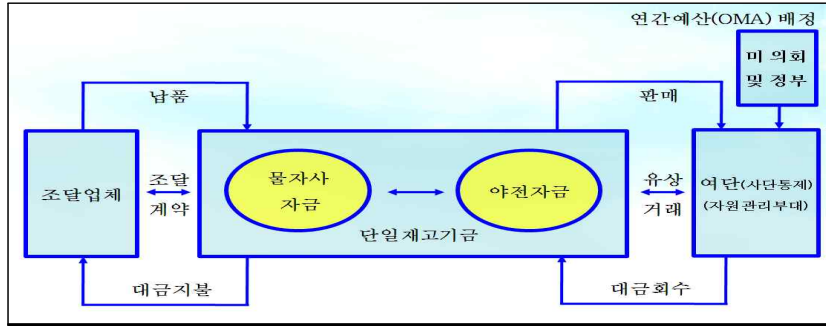 연간예산(OMA) 배정
미 의회
및 정부
납품
판매
조달업체
조달
계약
물자사
자금
야전자금
단일재고기금
유상
거래
여단(사단통제)
(자원관리부대)
대금지불
대금회수